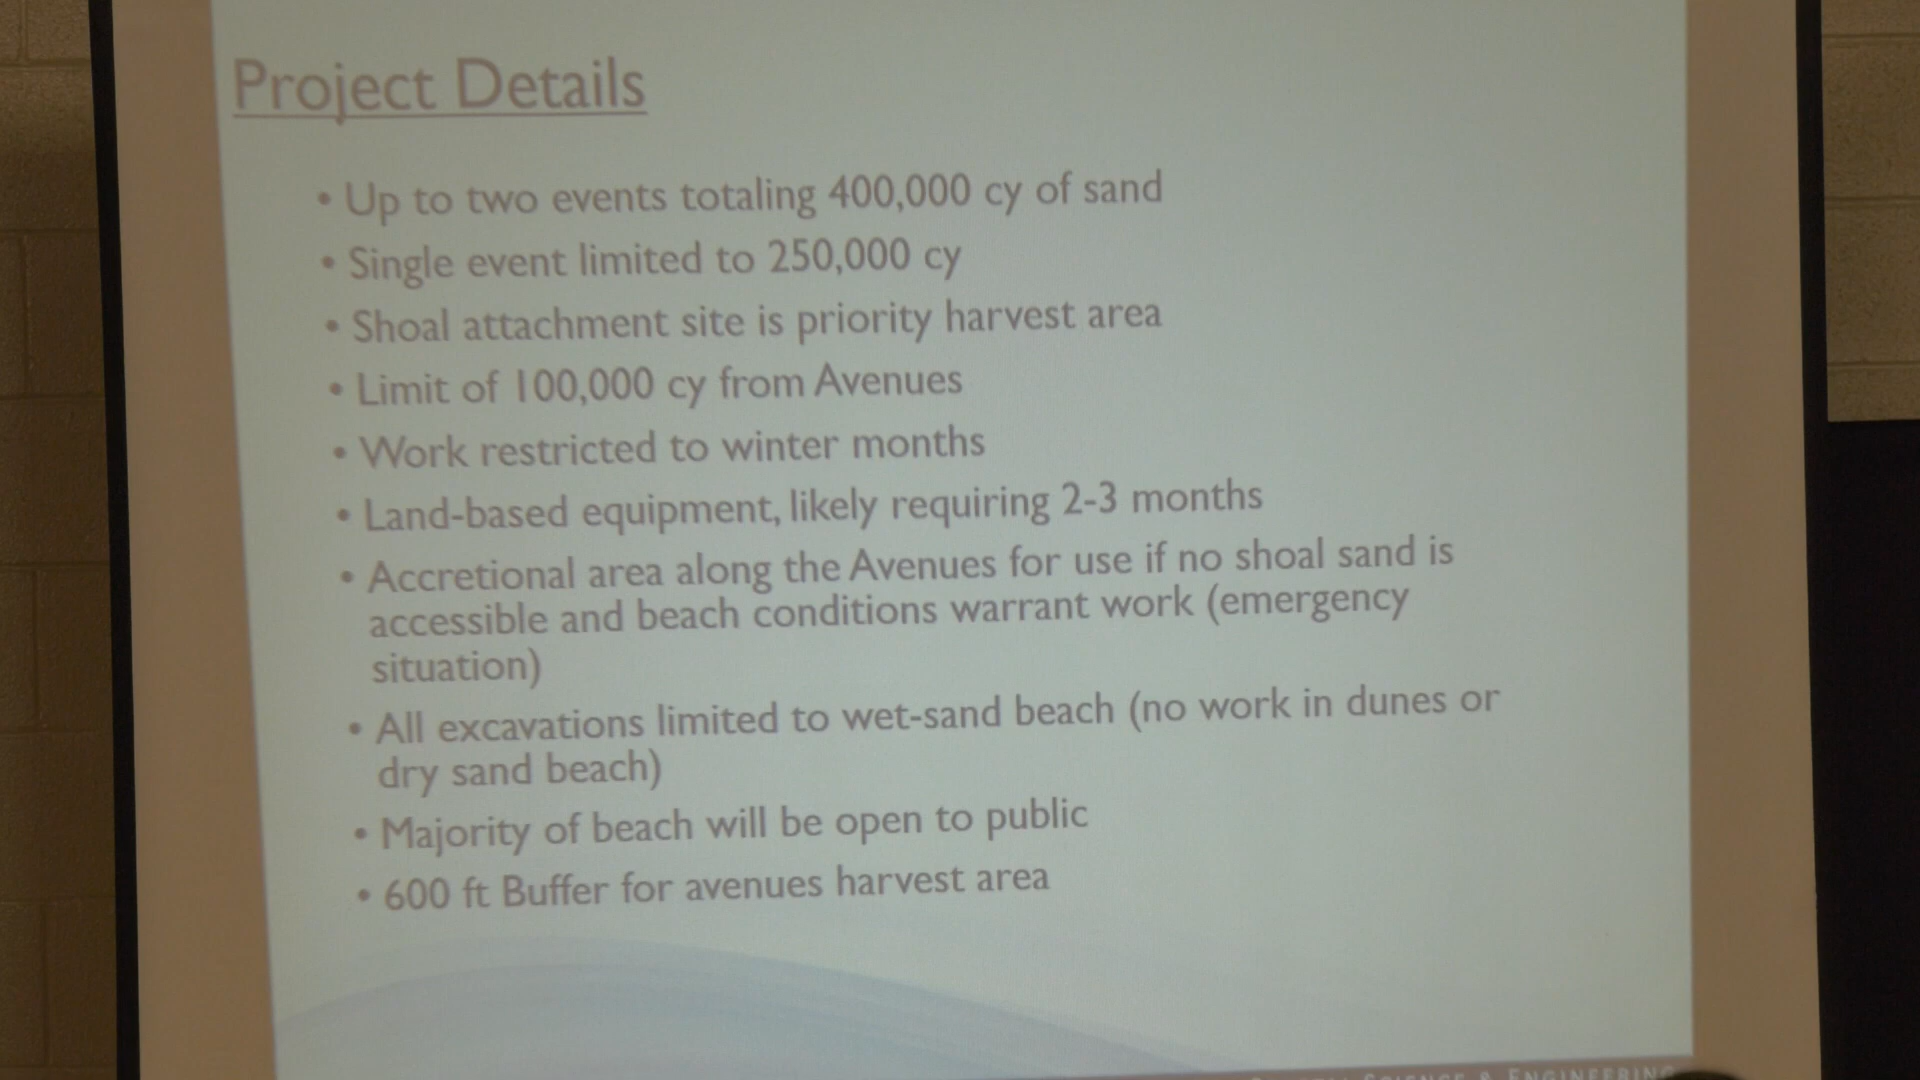 Project Details
• Up to two events totaling 400,000 cy of sand
• Single event limited to 250,000 cy
• Shoal attachment site is priority harvest area
• Limit of 100,000 cy from Avenues
• Work restricted to winter months
• Land-based equipment, likely requiring 2-3 months
• Accretional area along the Avenues for use if no shoal sand is
accessible and beach conditions warrant work (emergency
situation)
• All excavations limited to wet-sand beach (no work in dunes or
dry sand beach)
• Majority of beach will be open to public
• 600 ft Buffer for avenues harvest area
SCIENCE & ENGINEERING